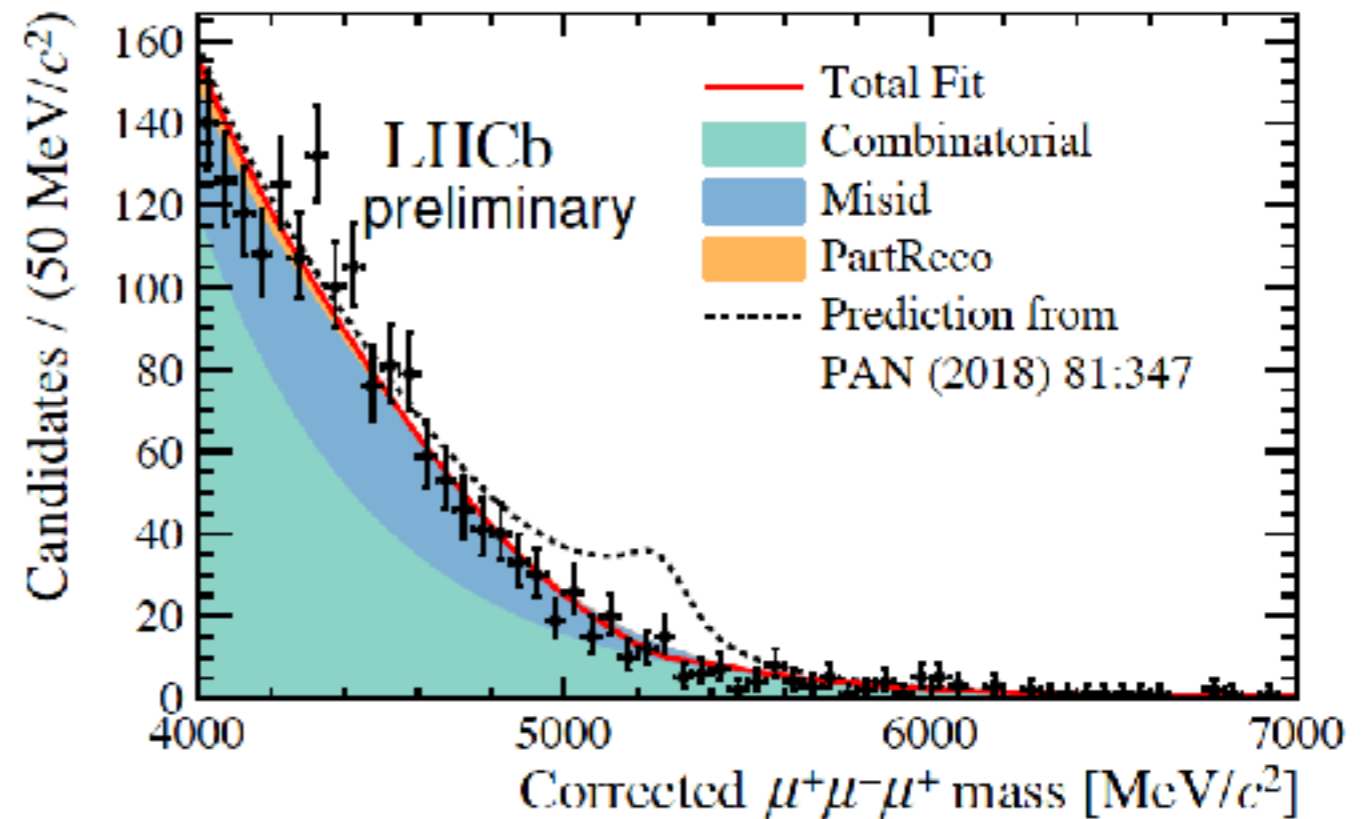 Candidates / (50 MeV/c²)
160
140
120
100
80
60
40
20
0
LHCb
preliminary
Total Fit
Combinatorial
Misid
PartReco
Prediction from
PAN (2018) 81:347
4000 5000 6000 7000
Corrected μ⁺μ⁻μ⁺ mass [MeV/c²]